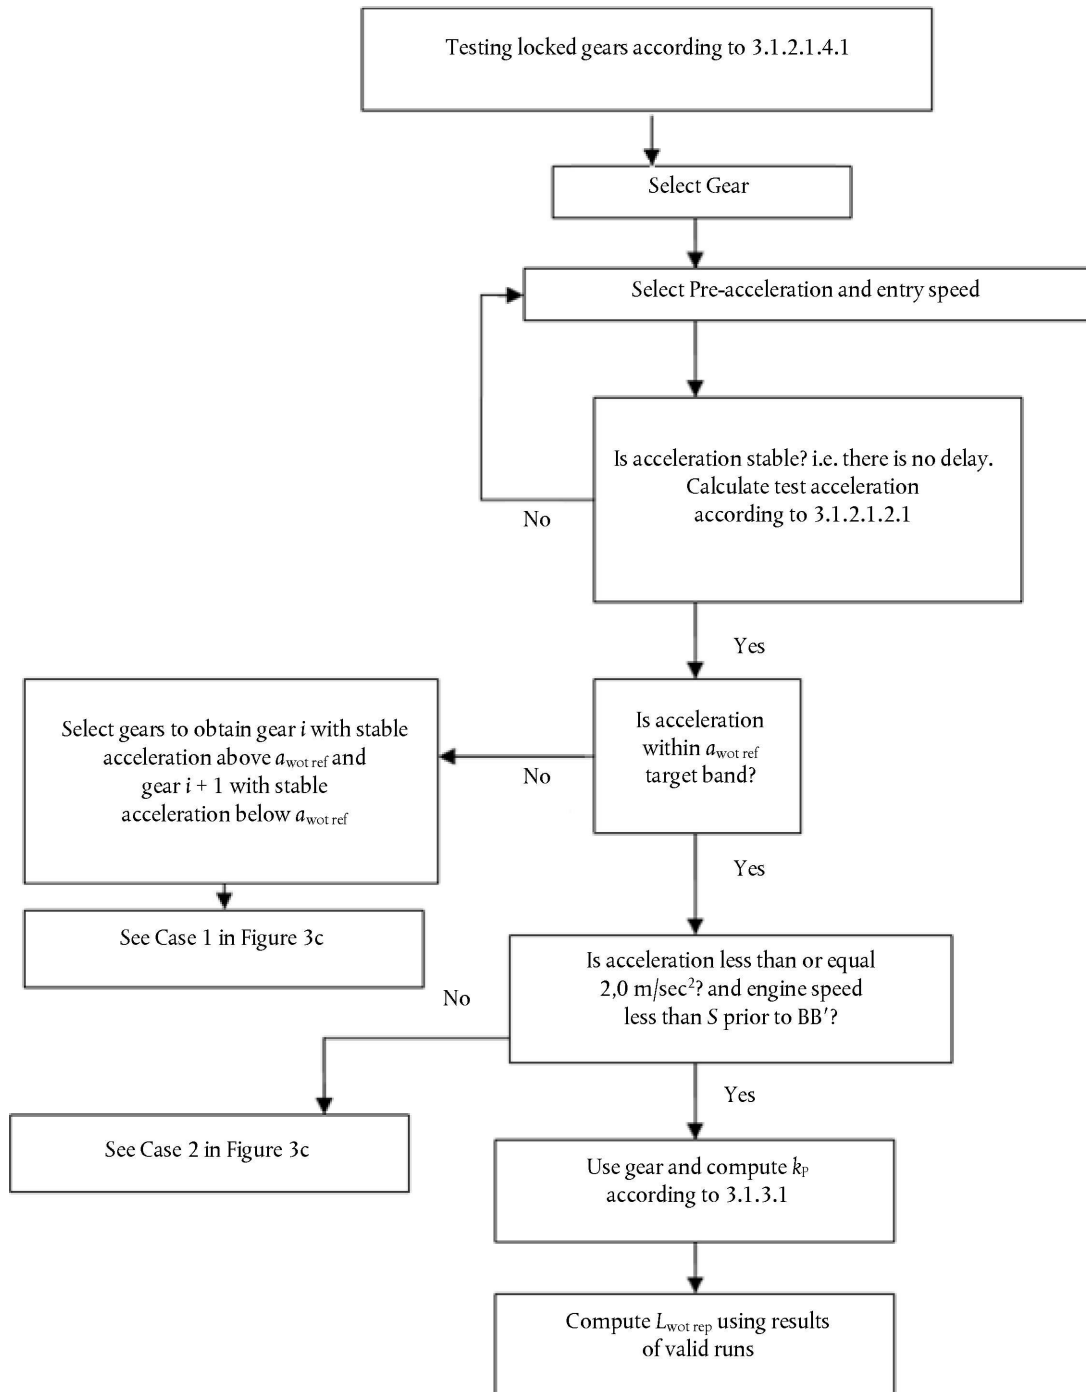 Testing locked gears according to 3.1.2.1.4.1
Select Gear
Select Pre-acceleration and entry speed
Is acceleration stable? i.e. there is no delay.
Calculate test acceleration
according to 3.1.2.1.2.1
No
Yes
Is acceleration
within a wot ref
target band?
No
Select gears to obtain gear i with stable
acceleration above a wot ref and
gear i + 1 with stable
acceleration below a wot ref
See Case 1 in Figure 3c
Yes
Is acceleration less than or equal
2,0 m/sec²? and engine speed
less than S prior to BB′?
No
See Case 2 in Figure 3c
Yes
Use gear and compute kP
according to 3.1.3.1
Compute L wot rep using results
of valid runs